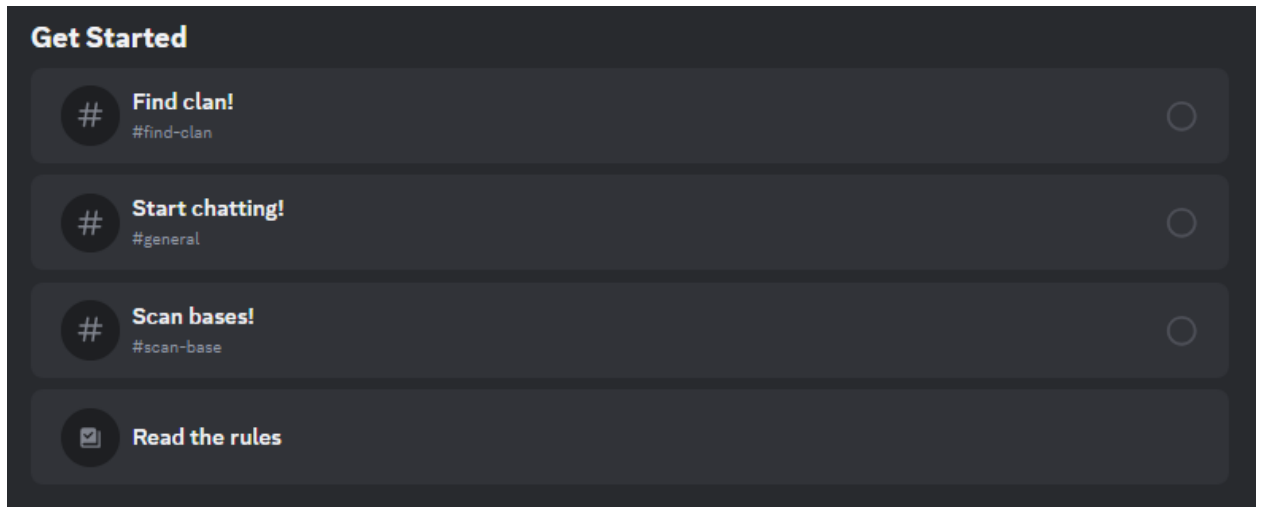 Get Started
Find clan!
#find-clan
Start chatting!
#general
Scan bases!
#scan-base
Read the rules